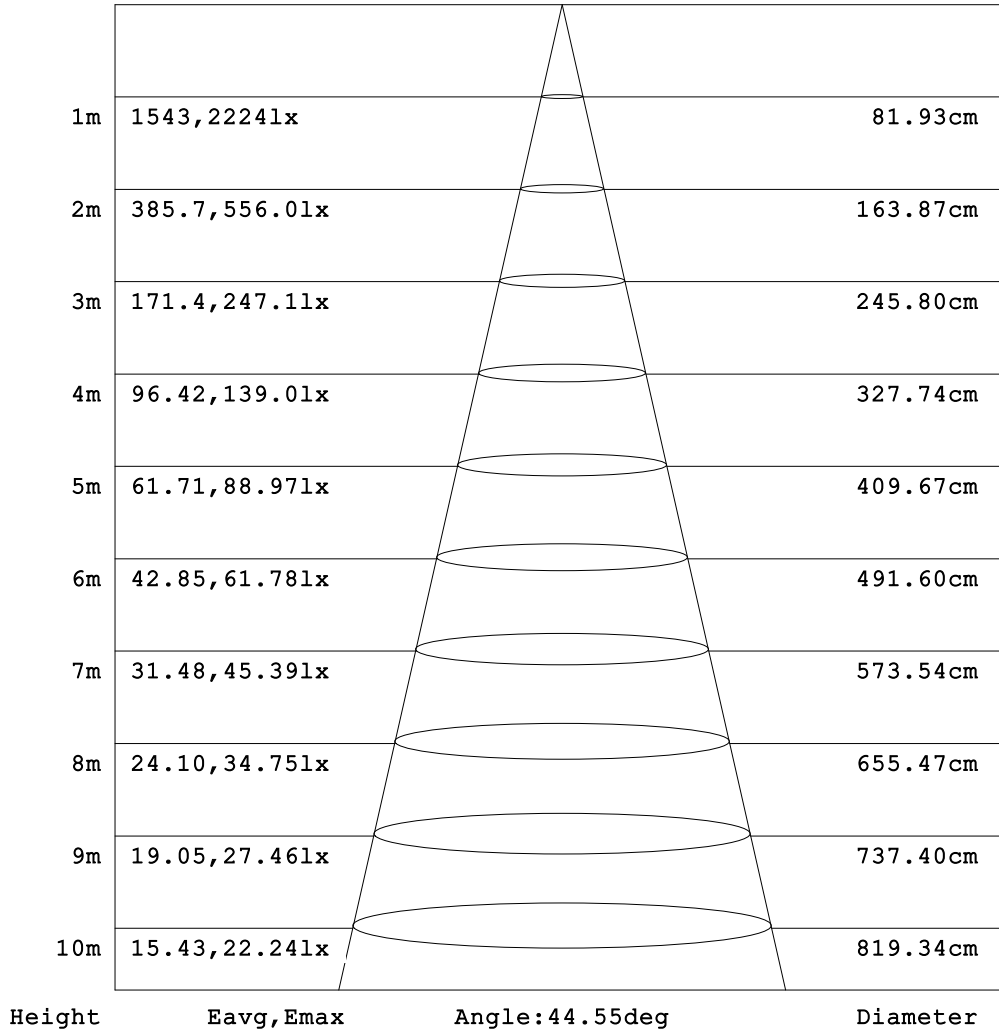 1m 1543,2224lx 81.93cm
2m 385.7,556.0lx 163.87cm
3m 171.4,247.1lx 245.80cm
4m 96.42,139.0lx 327.74cm
5m 61.71,88.97lx 409.67cm
6m 42.85,61.78lx 491.60cm
7m 31.48,45.39lx 573.54cm
8m 24.10,34.75lx 655.47cm
9m 19.05,27.46lx 737.40cm
10m 15.43,22.24lx 819.34cm
Height Eavg,Emax Angle:44.55deg Diameter